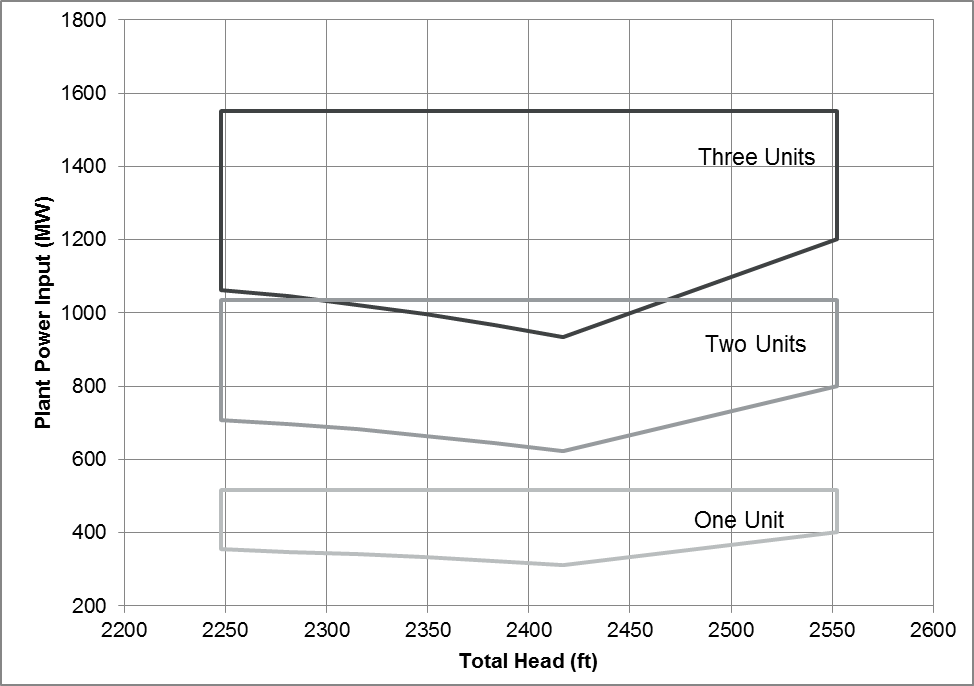 1800
1600
1400
1200
1000
800
600
400
200
Plant Power Input (MW)
Three Units
Two Units
One Unit
2200 2250 2300 2350 2400 2450 2500 2550 2600
Total Head (ft)